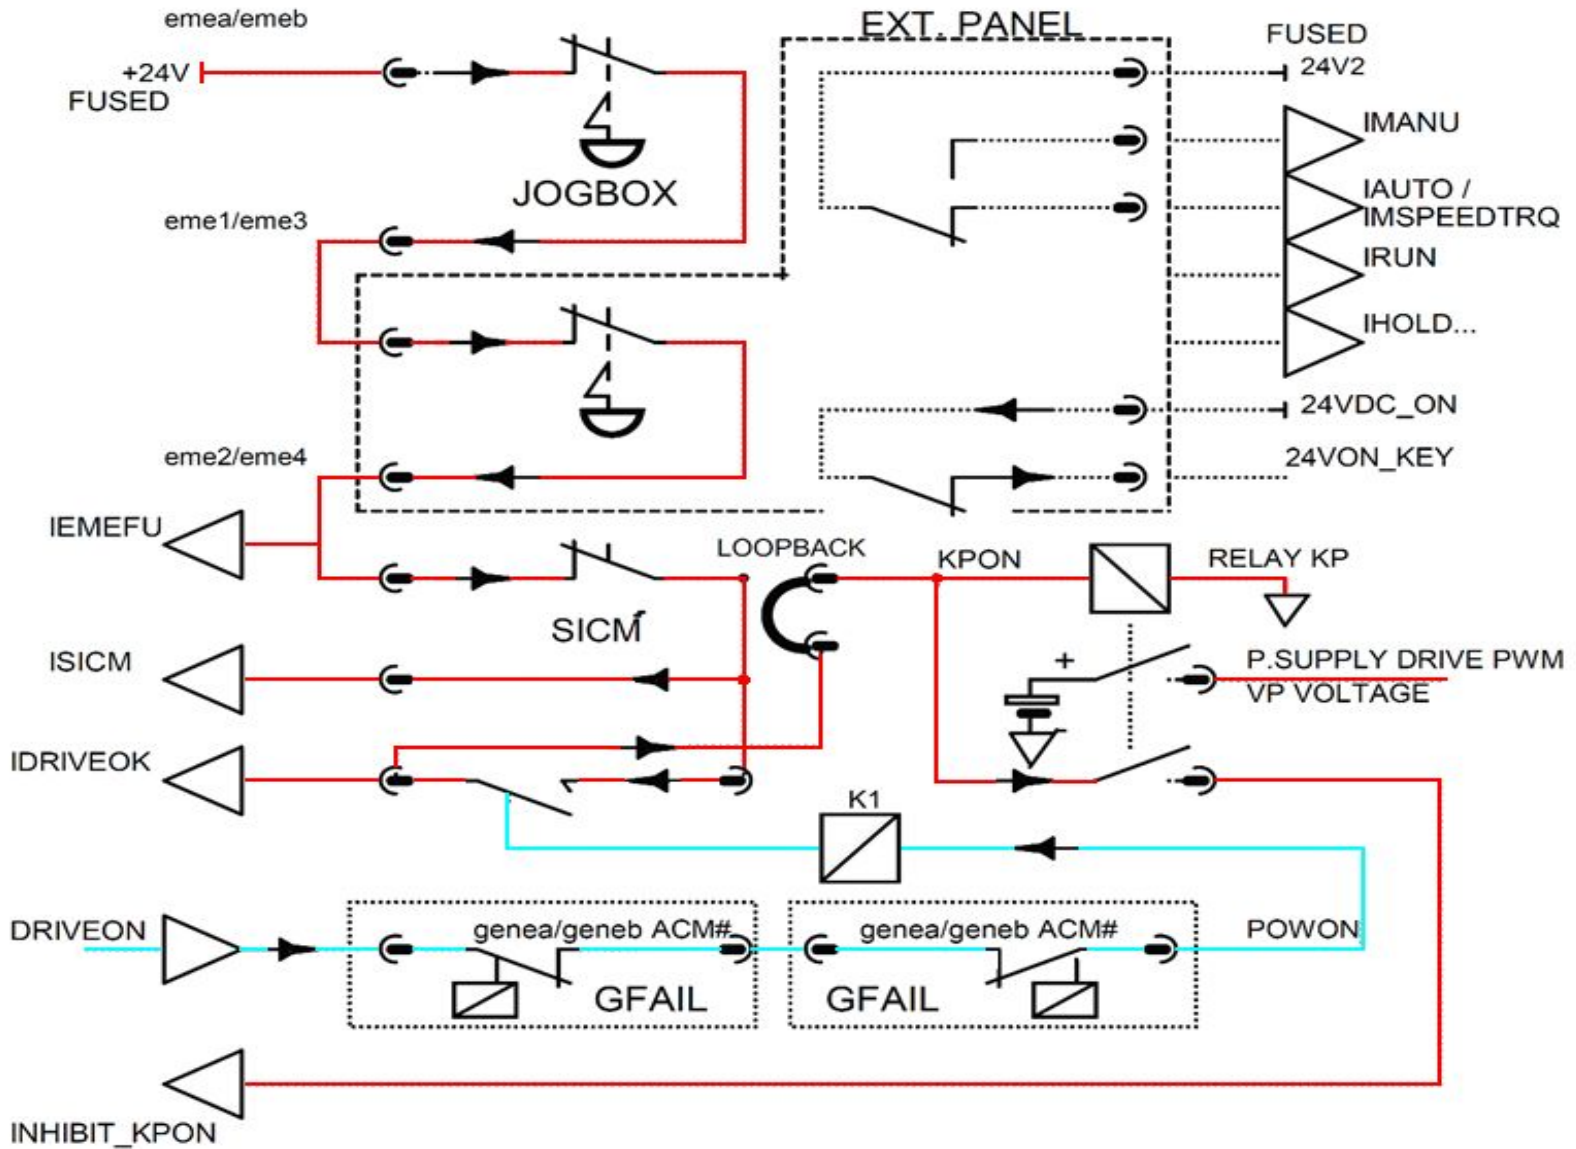 emea/emeb
EXT. PANEL
FUSED
24V2
+24V
FUSED
IMANU
JOGBOX
IAUTO /
IMSPEEDTRQ
eme1/eme3
IRUN
IHOLD...
24VDC_ON
eme2/eme4
24VON_KEY
IEMEFU
LOOPBACK
KPON
RELAY KP
SICM
ISICM
+
P.SUPPLY DRIVE PWM
VP VOLTAGE
-
IDRIVEOK
K1
DRIVEON
genea/geneb ACM#
genea/geneb ACM#
POWON
GFAIL
GFAIL
INHIBIT_KPON